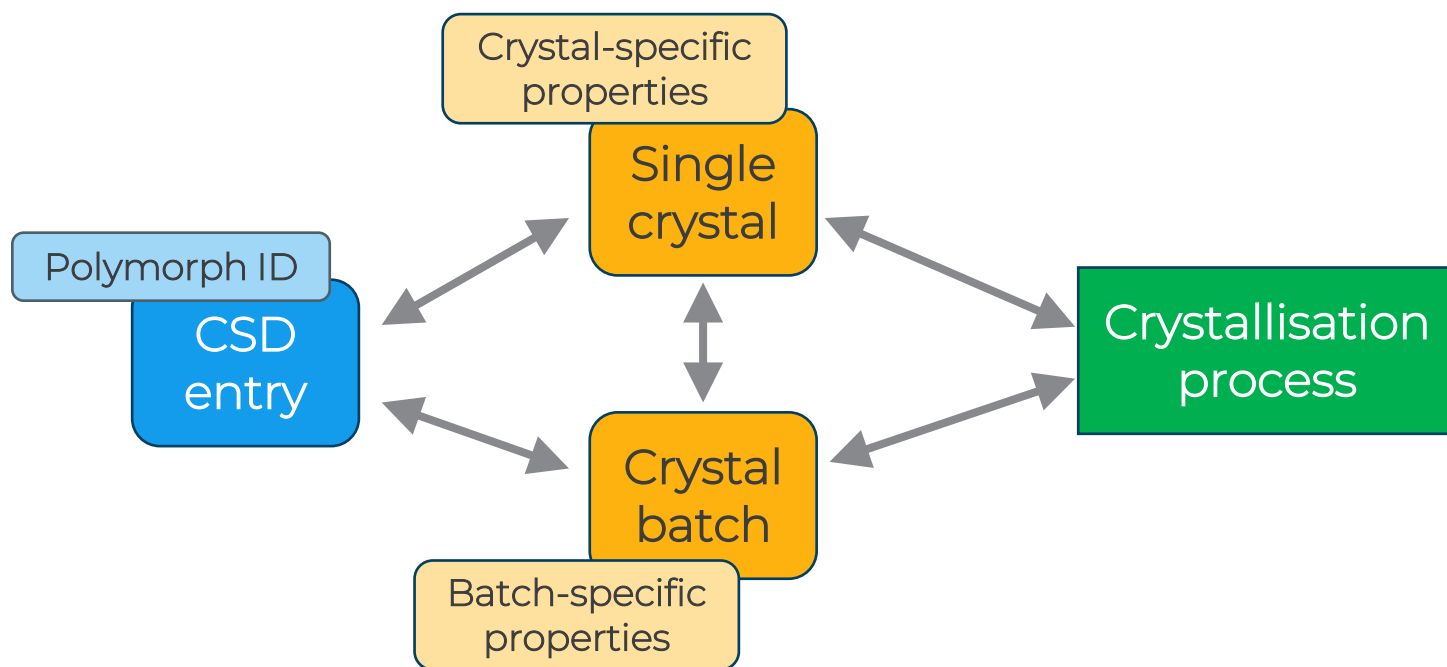 Crystal-specific
properties
Single
crystal
Polymorph ID
CSD
entry
Crystallisation
process
Crystal
batch
Batch-specific
properties